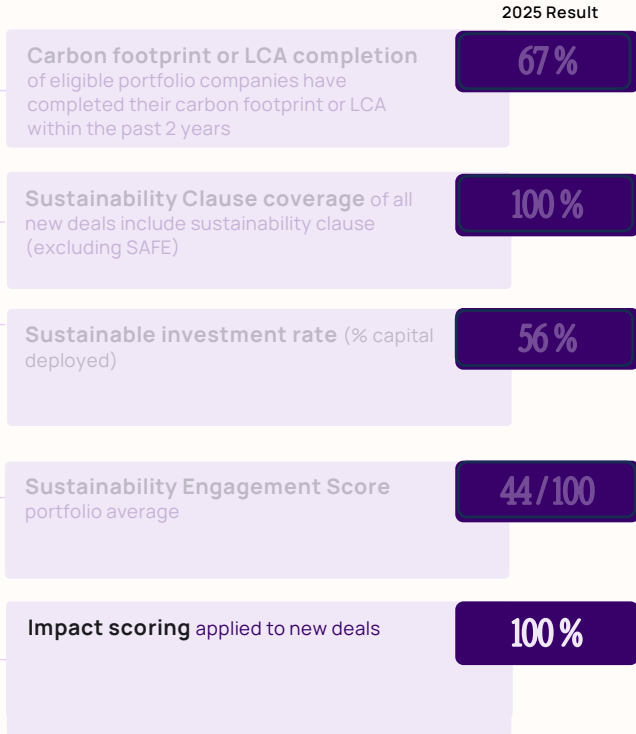 2025 Result
Carbon footprint or LCA completion
of eligible portfolio companies have
completed their carbon footprint or LCA
within the past 2 years
67 %
Sustainability Clause coverage of all
new deals include sustainability clause
(excluding SAFE)
100 %
Sustainable investment rate (% capital
deployed)
56 %
Sustainability Engagement Score
portfolio average
44 / 100
Impact scoring applied to new deals
100 %